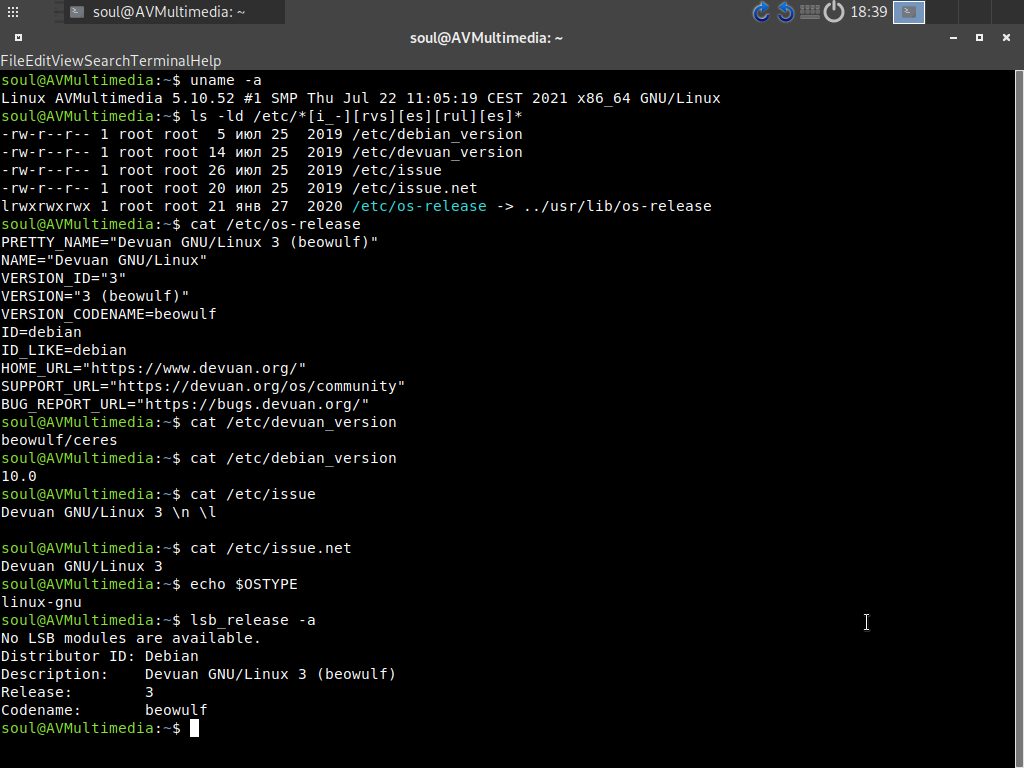 soul@AVMultimedia: ~
18:39
soul@AVMultimedia: ~
FileEditViewSearchTerminalHelp
soul@AVMultimedia:~$ uname -a
Linux AVMultimedia 5.10.52 #1 SMP Thu Jul 22 11:05:19 CEST 2021 x86_64 GNU/Linux
soul@AVMultimedia:~$ ls -ld /etc/*[i_-][rvs][es][rul][es]*
-rw-r--r-- 1 root root  5 июл 25  2019 /etc/debian_version
-rw-r--r-- 1 root root 14 июл 25  2019 /etc/devuan_version
-rw-r--r-- 1 root root 26 июл 25  2019 /etc/issue
-rw-r--r-- 1 root root 20 июл 25  2019 /etc/issue.net
lrwxrwxrwx 1 root root 21 янв 27  2020 /etc/os-release -> ../usr/lib/os-release
soul@AVMultimedia:~$ cat /etc/os-release
PRETTY_NAME="Devuan GNU/Linux 3 (beowulf)"
NAME="Devuan GNU/Linux"
VERSION_ID="3"
VERSION="3 (beowulf)"
VERSION_CODENAME=beowulf
ID=debian
ID_LIKE=debian
HOME_URL="https://www.devuan.org/"
SUPPORT_URL="https://devuan.org/os/community"
BUG_REPORT_URL="https://bugs.devuan.org/"
soul@AVMultimedia:~$ cat /etc/devuan_version
beowulf/ceres
soul@AVMultimedia:~$ cat /etc/debian_version
10.0
soul@AVMultimedia:~$ cat /etc/issue
Devuan GNU/Linux 3 \n \l

soul@AVMultimedia:~$ cat /etc/issue.net
Devuan GNU/Linux 3
soul@AVMultimedia:~$ echo $OSTYPE
linux-gnu
soul@AVMultimedia:~$ lsb_release -a
No LSB modules are available.
Distributor ID: Debian
Description:    Devuan GNU/Linux 3 (beowulf)
Release:        3
Codename:       beowulf
soul@AVMultimedia:~$